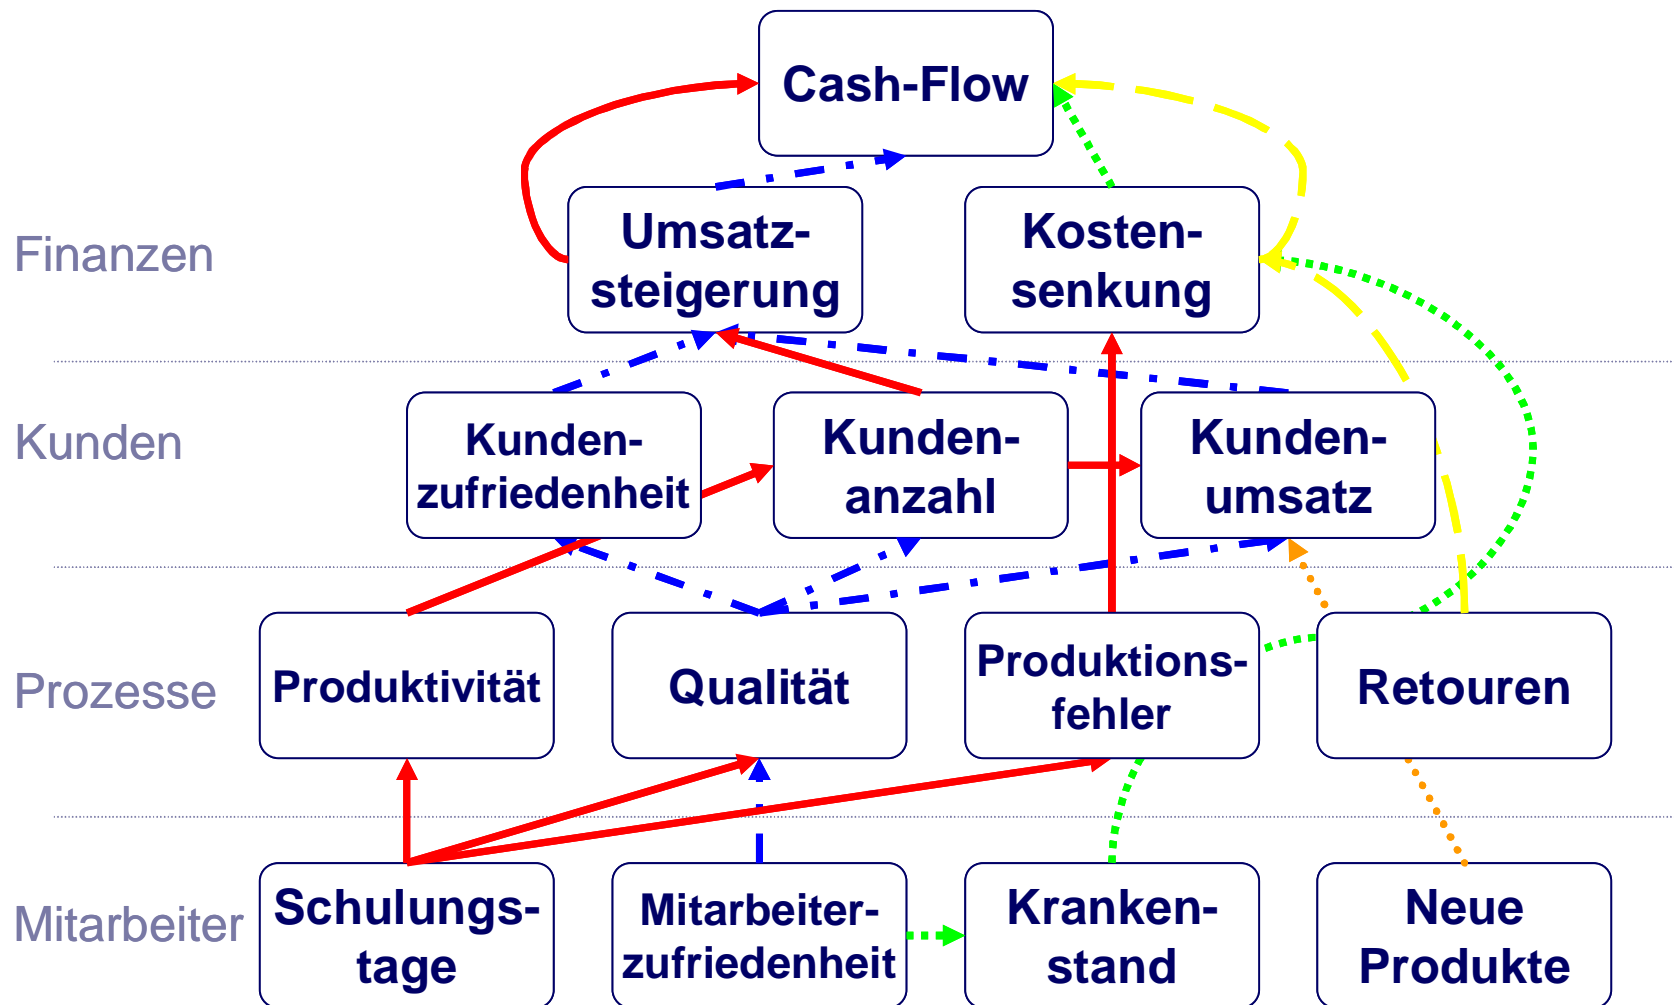 Cash-Flow
Finanzen
Umsatz-
steigerung
Kosten-
senkung
Kunden
Kunden-
zufriedenheit
Kunden-
anzahl
Kunden-
umsatz
Prozesse
Produktivität
Qualität
Produktions-
fehler
Retouren
Mitarbeiter
Schulungs-
tage
Mitarbeiter-
zufriedenheit
Kranken-
stand
Neue
Produkte